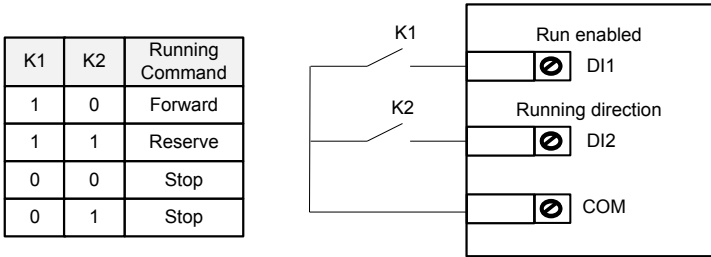 K1 K2 Running Command
1 0 Forward
1 1 Reserve
0 0 Stop
0 1 Stop
K1
Run enabled
DI1
K2
Running direction
DI2
COM